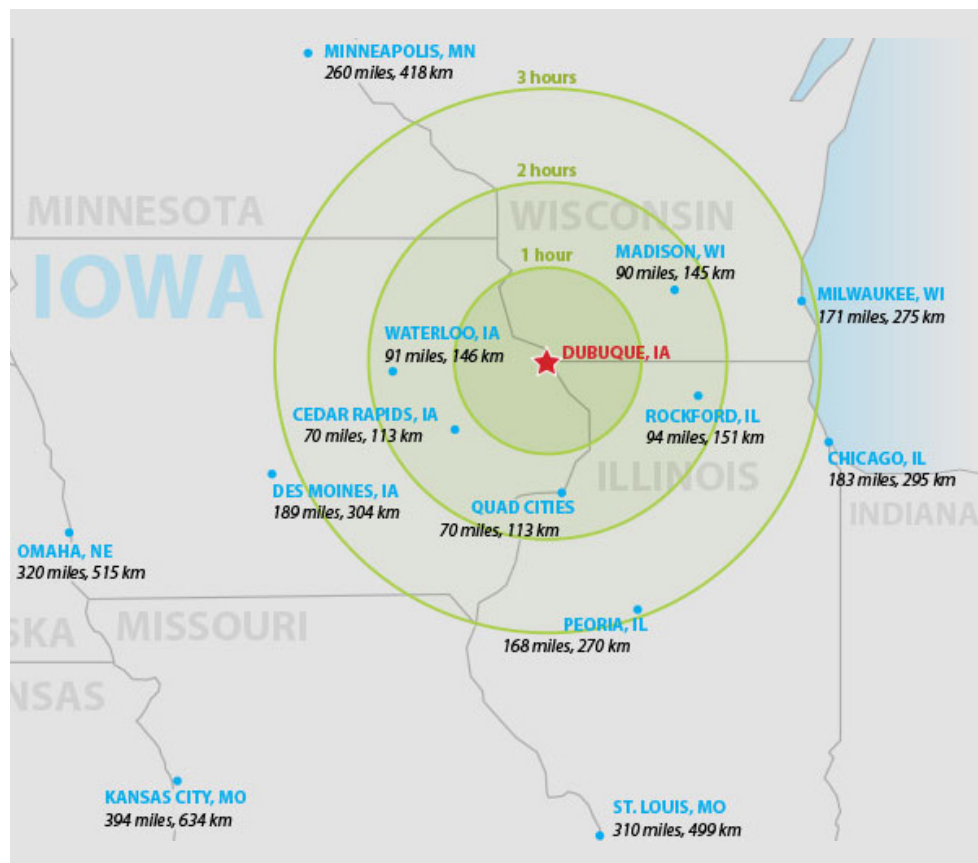 MINNEAPOLIS, MN
260 miles, 418 km
3 hours
2 hours
MINNESOTA
WISCONSIN
IOWA
1 hour
MADISON, WI
90 miles, 145 km
MILWAUKEE, WI
171 miles, 275 km
WATERLOO, IA
91 miles, 146 km
DUBUQUE, IA
CEDAR RAPIDS, IA
70 miles, 113 km
ROCKFORD, IL
94 miles, 151 km
CHICAGO, IL
183 miles, 295 km
ILLINOIS
DES MOINES, IA
189 miles, 304 km
QUAD CITIES
70 miles, 113 km
INDIANA
OMAHA, NE
320 miles, 515 km
SKA
MISSOURI
PEORIA, IL
168 miles, 270 km
NSAS
KANSAS CITY, MO
394 miles, 634 km
ST. LOUIS, MO
310 miles, 499 km